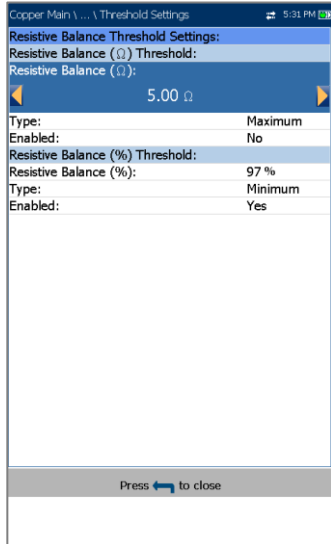 Copper Main \ ... \ Threshold Settings 5:31 PM
Resistive Balance Threshold Settings:
Resistive Balance (Ω) Threshold:
Resistive Balance (Ω):
5.00 Ω
Type: Maximum
Enabled: No
Resistive Balance (%) Threshold:
Resistive Balance (%): 97 %
Type: Minimum
Enabled: Yes
Press to close